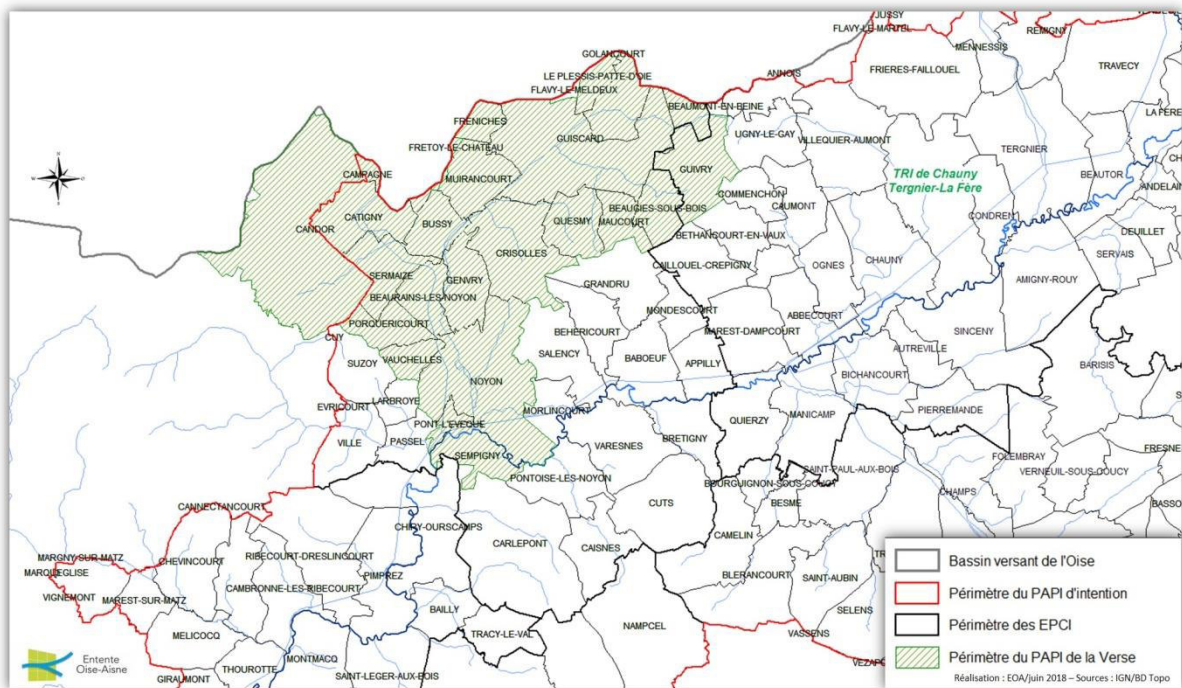 JUSSY
FLAVY-LE-MARTEL
REMIGNY
MENNESSIS
GOLANCOURT
TRAVECY
FRIERES-FAILLOUEL
ANNOIS
LE PLESSIS-PATTE-D'OIE
FLAVY-LE-MELDEUX
BEAUMONT-EN-BEINE
LA FERE
FRENICHES
UGNY-LE-GAY
VILLEQUIER-AUMONT
GUISCARD
FRETOY-LE-CHATEAU
TERGNIER
GUIVRY
CAMPAGNE
MUIRANCOURT
TRI de Chauny
Tergnier-La Fère
BEAUTOR
ANDELAIN
COMMENCHON
CAUMONT
BEAUGIES-SOUS-BOIS
CATIGNY
BUSSY
QUESMY
MAUCOURT
CONDREN
CANDOR
DEUILLET
BETHANCOURT-EN-VAUX
CRISOLLES
SERVAIS
CAILLOUEL-CREPIGNY
OGNES
CHAUNY
SERMAIZE
GENVRY
AMIGNY-ROUY
GRANDRU
BEAURAINS-LES-NOYON
MONDESCOURT
ABBECOURT
PORQUERICOURT
BEHERICOURT
MAREST-DAMPCOURT
SINCENY
CUY
AUTREVILLE
SALENCY
BABOEUF
APPILLY
VAUCHELLES
SUZOY
BARISIS
BICHANCOURT
NOYON
LARBROYE
EVRICOURT
MORLINCOURT
PIERREMANDE
PONT-L'EVEQUE
QUIERZY
MANICAMP
VILLE
PASSEL
VARESNES
BRETIGNY
SEMPIGNY
FOLEMBRAY
SAINT-PAUL-AUX-BOIS
VERNEUIL-SOUS-COUCY
PONTOISE-LES-NOYON
BOURGUIGNON-SOUS-COUCY
CHAMPS
CUTS
BESME
CANNECTANCOURT
CHIRY-OURSCAMPS
CAMELIN
CARLEPONT
CAISNES
MARGNY-SUR-MATZ
CHEVINCOURT
RIBECOURT-DRESLINCOURT
MARQUEGLISE
PIMPREZ
BLERANCOURT
SAINT-AUBIN
CAMBRONNE-LES-RIBECOURT
VIGNEMONT
MAREST-SUR-MATZ
BAILLY
SELENS
NAMPCEL
MELICOCQ
TRACY-LE-VAL
VASSENS
MONTMACQ
THOUROTTE
SAINT-LEGER-AUX-BOIS
GIRAUMONT
Bassin versant de l'Oise
Périmètre du PAPI d'intention
Périmètre des EPCI
Périmètre du PAPI de la Verse
Réalisation : EOA/juin 2018 – Sources : IGN/BD Topo
Entente
Oise-Aisne